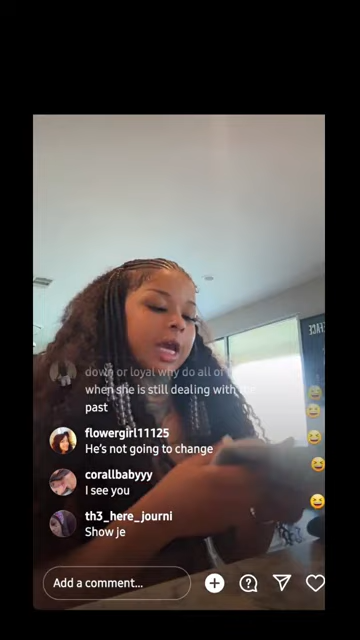 down or loyal why do all of
when she is still dealing with
past
flowergirl11125
He's not going to change
corallbabyyy
I see you
th3_here_journi
Show je
Add a comment...